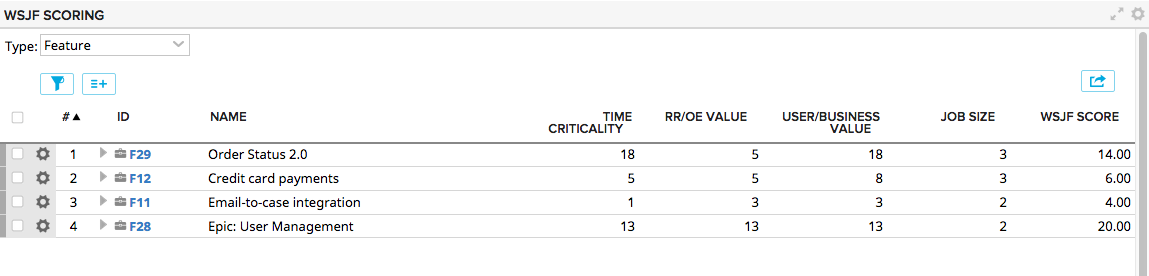 WSJF SCORING
Type: Feature
# ID NAME TIME CRITICALITY RR/OE VALUE USER/BUSINESS VALUE JOB SIZE WSJF SCORE
1 F29 Order Status 2.0 18 5 18 3 14.00
2 F12 Credit card payments 5 5 8 3 6.00
3 F11 Email-to-case integration 1 3 3 2 4.00
4 F28 Epic: User Management 13 13 13 2 20.00